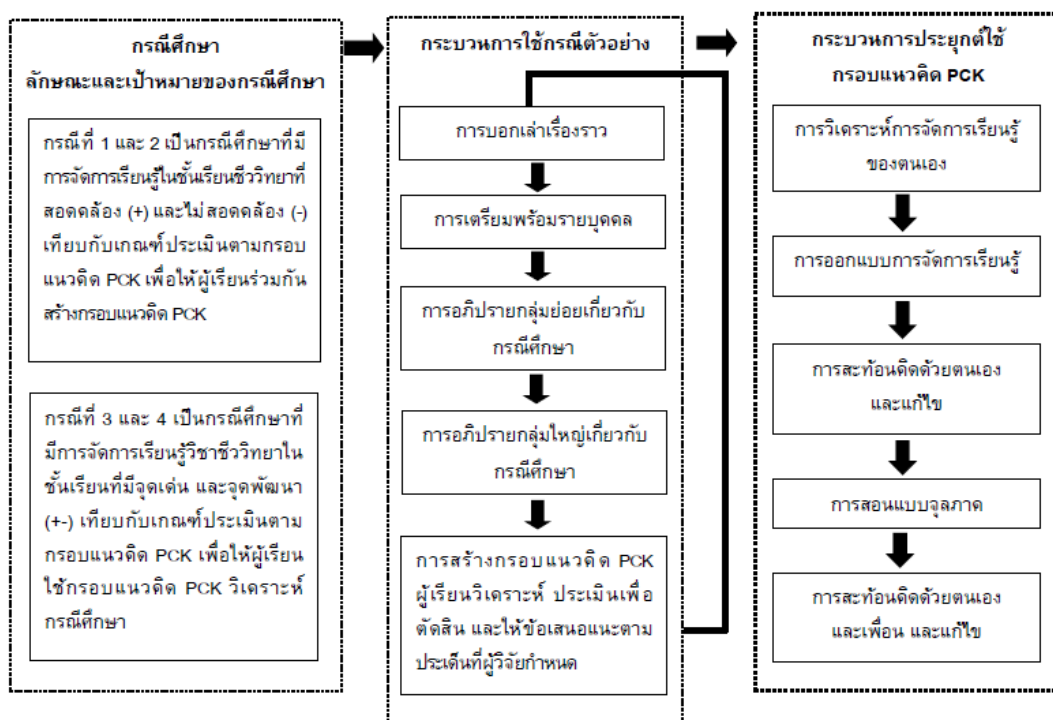 กรณีศึกษา
ลักษณะและเป้าหมายของกรณีศึกษา
กรณีที่ 1 และ 2 เป็นกรณีศึกษาที่มี
การจัดการเรียนรู้ในชั้นเรียนชีววิทยาที่
สอดคล้อง (+) และไม่สอดคล้อง (-)
เทียบกับเกณฑ์ประเมินตามกรอบ
แนวคิด PCK เพื่อให้ผู้เรียนร่วมกัน
สร้างกรอบแนวคิด PCK
กรณีที่ 3 และ 4 เป็นกรณีศึกษาที่
มีการจัดการเรียนรู้วิชาชีววิทยาใน
ชั้นเรียนที่มีจุดเด่น และจุดพัฒนา
(+-) เทียบกับเกณฑ์ประเมินตาม
กรอบแนวคิด PCK เพื่อให้ผู้เรียน
ใช้กรอบแนวคิด PCK วิเคราะห์
กรณีศึกษา
กระบวนการใช้กรณีตัวอย่าง
การบอกเล่าเรื่องราว
การเตรียมพร้อมรายบุคคล
การอภิปรายกลุ่มย่อยเกี่ยวกับ
กรณีศึกษา
การอภิปรายกลุ่มใหญ่เกี่ยวกับ
กรณีศึกษา
การสร้างกรอบแนวคิด PCK
ผู้เรียนวิเคราะห์ ประเมินเพื่อ
ตัดสิน และให้ข้อเสนอแนะตาม
ประเด็นที่ผู้วิจัยกำหนด
กระบวนการประยุกต์ใช้
กรอบแนวคิด PCK
การวิเคราะห์การจัดการเรียนรู้
ของตนเอง
การออกแบบการจัดการเรียนรู้
การสะท้อนคิดด้วยตนเอง
และแก้ไข
การสอนแบบจุลภาค
การสะท้อนคิดด้วยตนเอง
และเพื่อน และแก้ไข